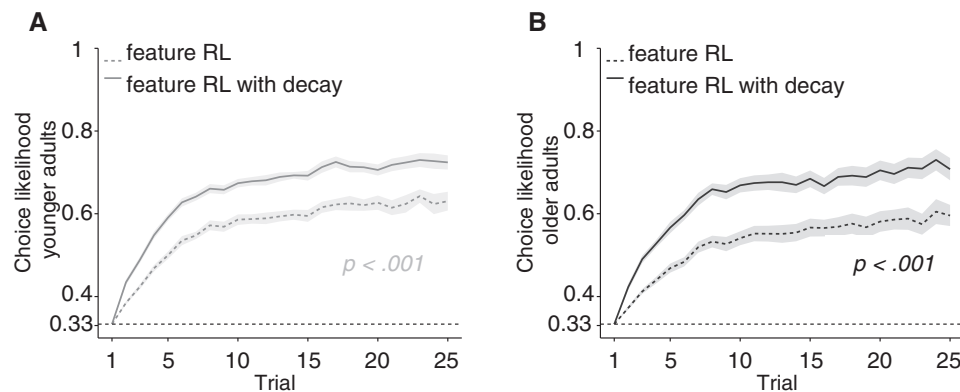 A
1
feature RL
feature RL with decay
0.8
0.6
0.4
0.33
Choice likelihood
younger adults
p < .001
1 5 10 15 20 25
Trial
B
1
feature RL
feature RL with decay
0.8
0.6
0.4
0.33
Choice likelihood
older adults
p < .001
1 5 10 15 20 25
Trial